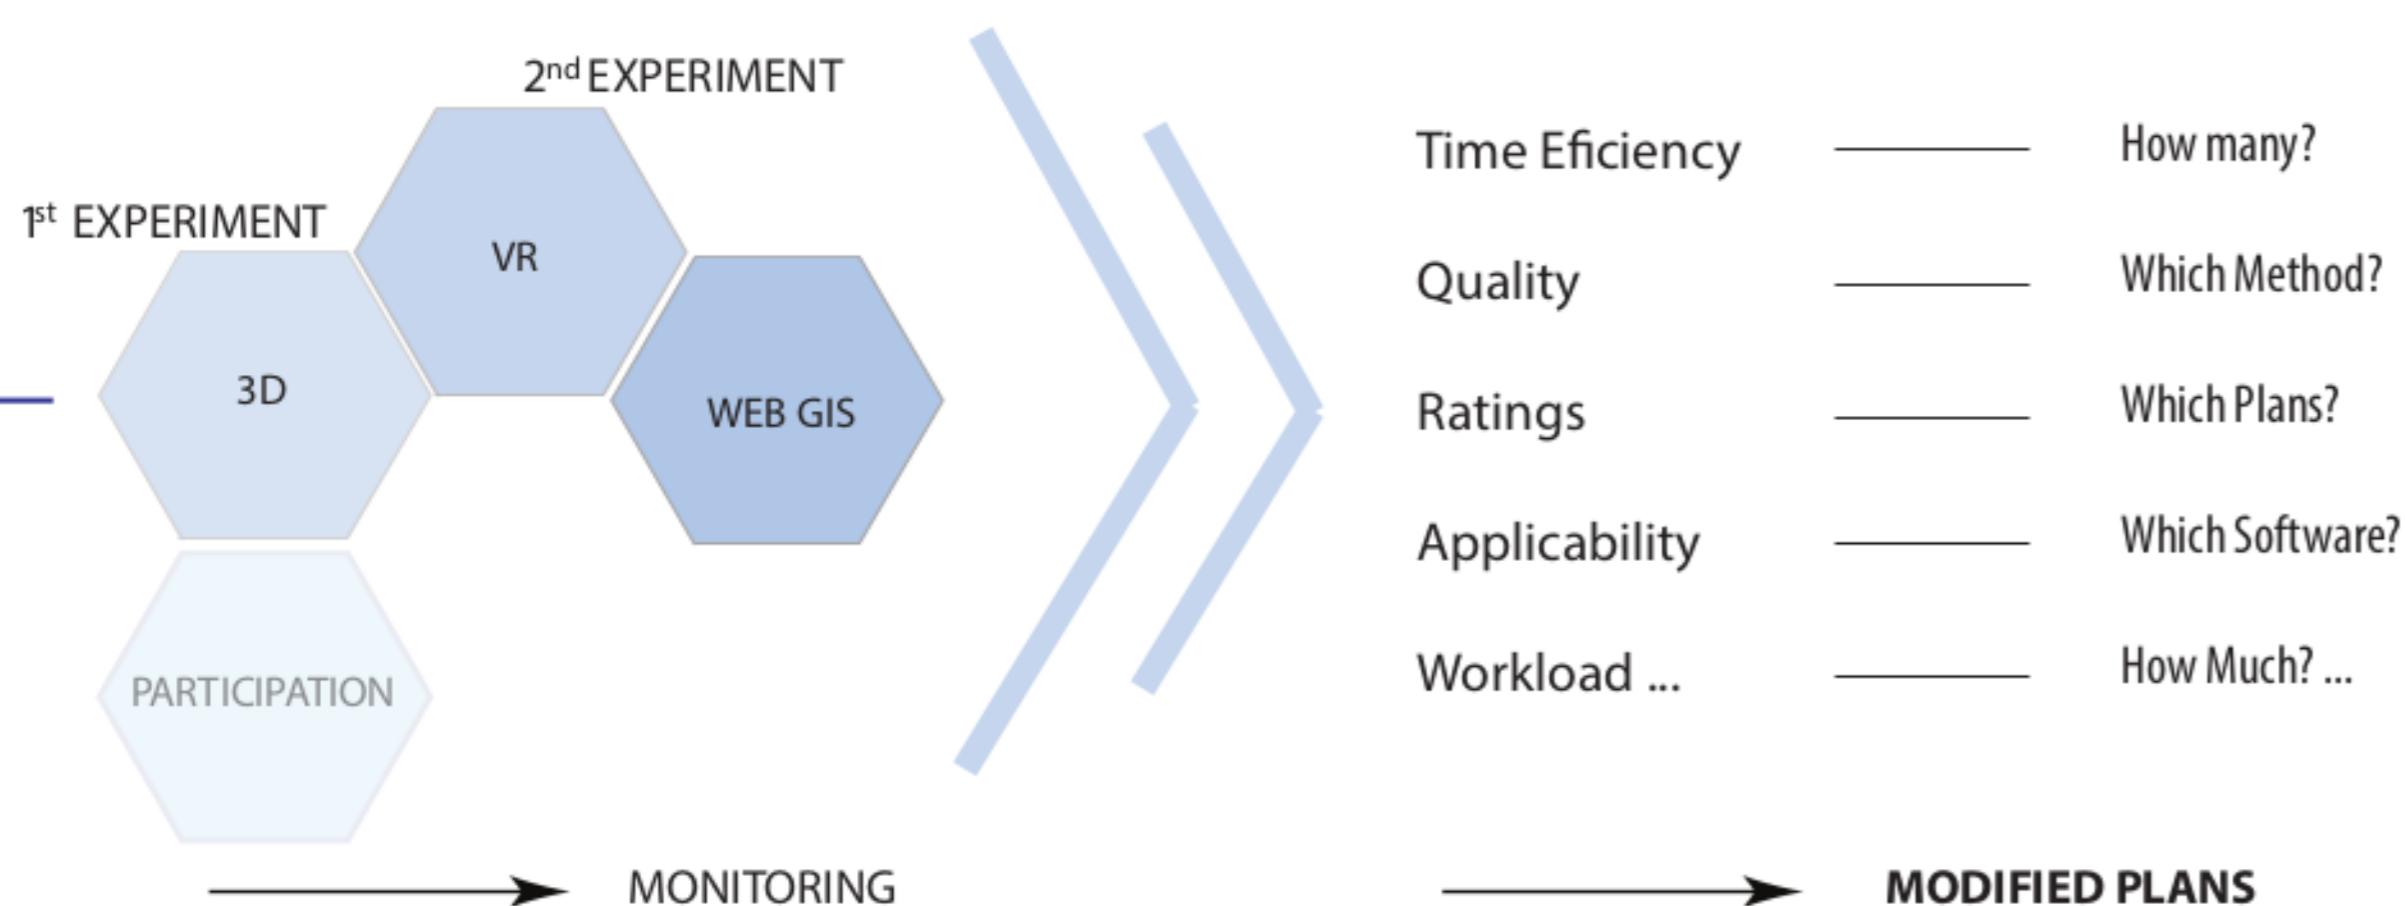 2nd EXPERIMENT
1st EXPERIMENT
VR
3D
WEB GIS
PARTICIPATION
MONITORING
Time Eficiency How many?
Quality Which Method?
Ratings Which Plans?
Applicability Which Software?
Workload ... How Much? ...
MODIFIED PLANS